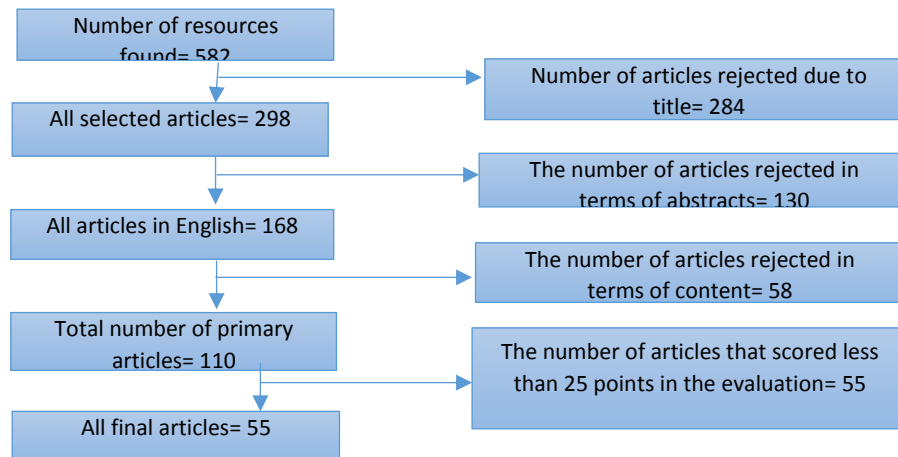 Number of resources
found= 582
Number of articles rejected due to
title= 284
All selected articles= 298
The number of articles rejected in
terms of abstracts= 130
All articles in English= 168
The number of articles rejected in
terms of content= 58
Total number of primary
articles= 110
The number of articles that scored less
than 25 points in the evaluation= 55
All final articles= 55